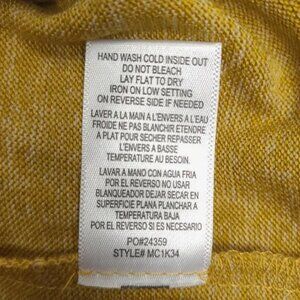 HAND WASH COLD INSIDE OUT
DO NOT BLEACH
LAY FLAT TO DRY
IRON ON LOW SETTING
ON REVERSE SIDE IF NEEDED
LAVER A LA MAIN A L'ENVERS A L'EAU
FROIDE NE PAS BLANCHIR ETENDRE
A PLAT POUR SECHER REPASSER
L'ENVERS A BASSE
TEMPERATURE AU BESOIN.
LAVAR A MANO CON AGUA FRIA
POR EL REVERSO NO USAR
BLANQUEADOR DEJAR SECAR EN
SUPERFICIE PLANA PLANCHAR A
TEMPERATURA BAJA
POR EL REVERSO SI ES NECESARIO
PO#24359
STYLE# MC1K34